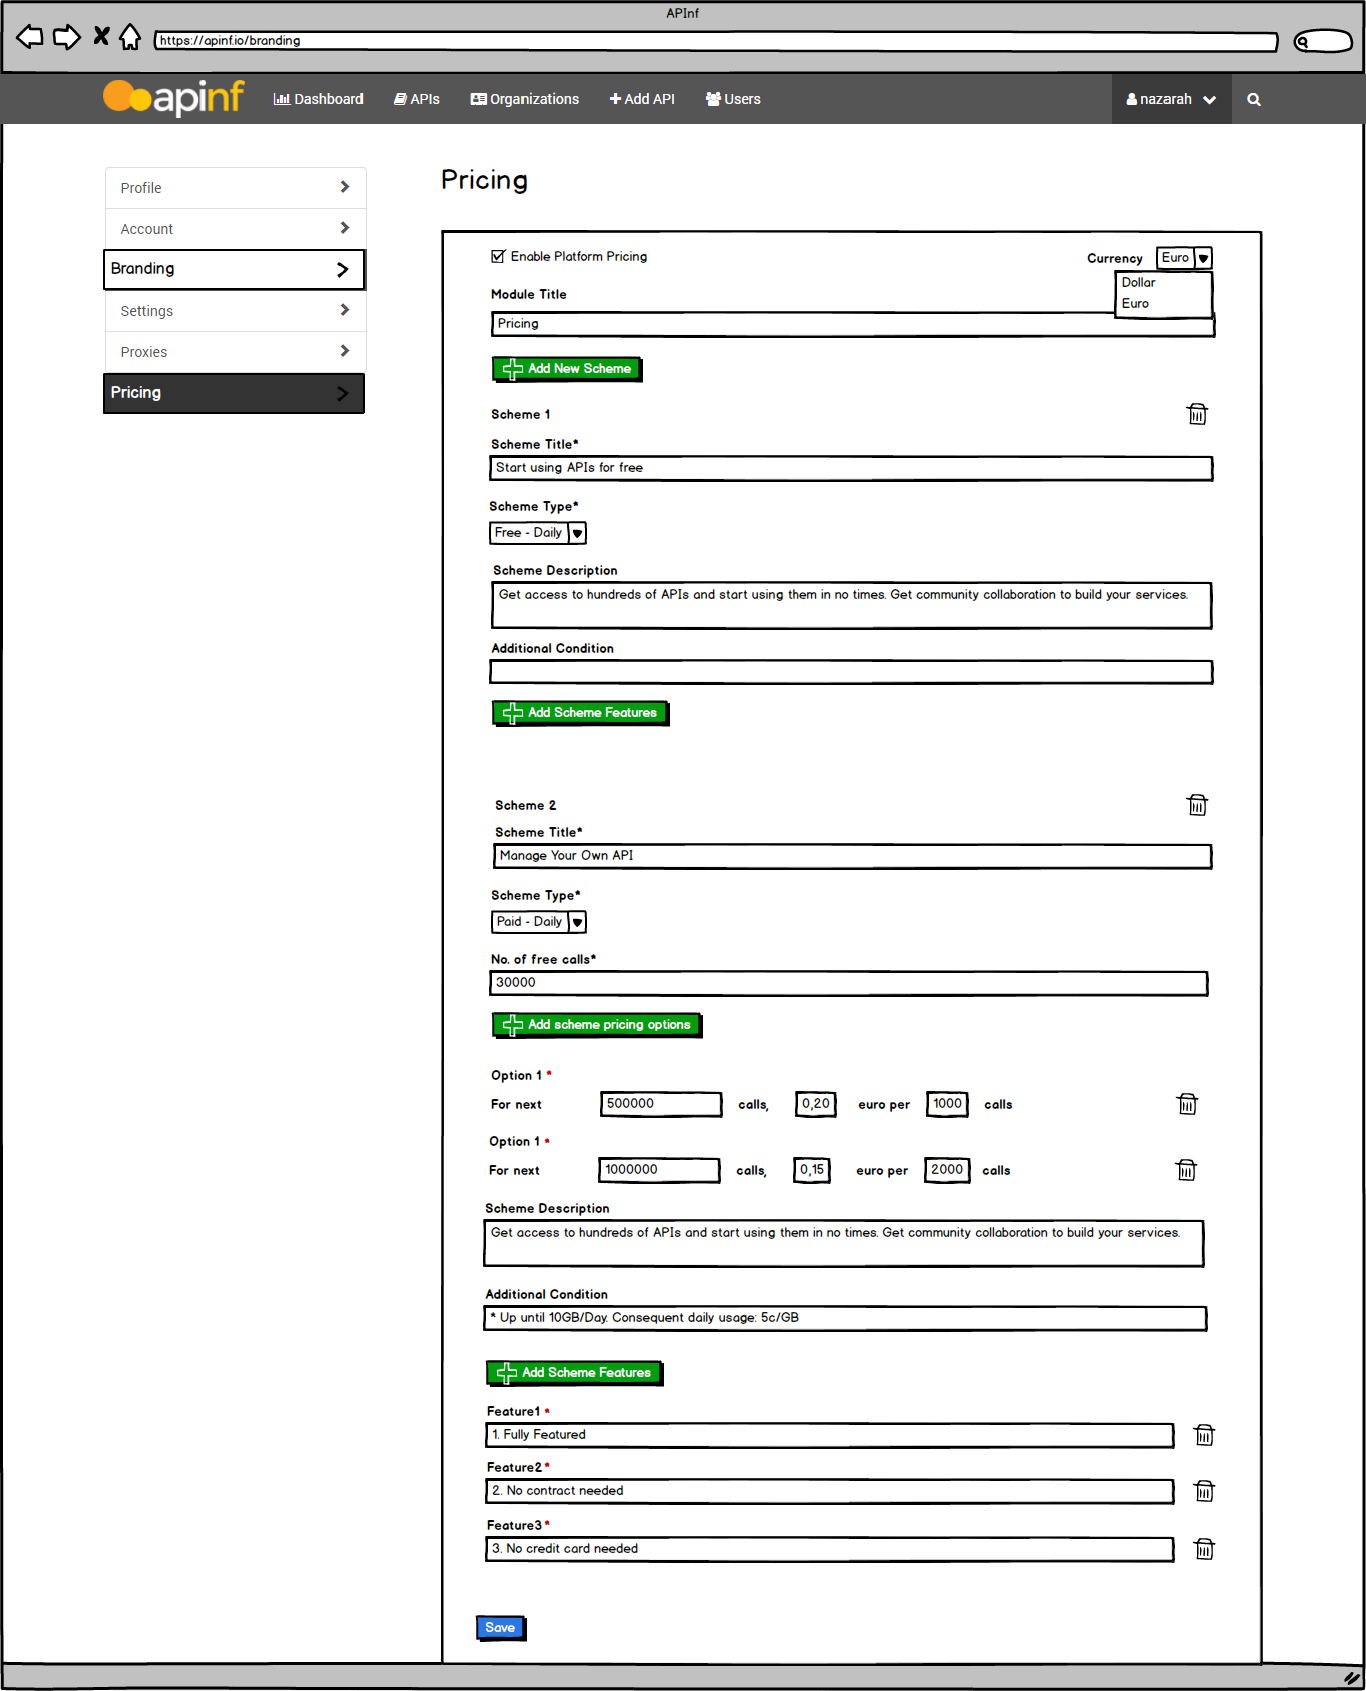 APInf
https://apinf.io/branding
apinf Dashboard APIs Organizations Add API Users nazarah
Profile
Account
Branding
Settings
Proxies
Pricing
Pricing
Enable Platform Pricing
Currency Euro
Dollar
Euro
Module Title
Pricing
Add New Scheme
Scheme 1
Scheme Title*
Start using APIs for free
Scheme Type*
Free - Daily
Scheme Description
Get access to hundreds of APIs and start using them in no times. Get community collaboration to build your services.
Additional Condition
Add Scheme Features
Scheme 2
Scheme Title*
Manage Your Own API
Scheme Type*
Paid - Daily
No. of free calls*
30000
Add scheme pricing options
Option 1 *
For next 500000 calls, 0,20 euro per 1000 calls
Option 1 *
For next 1000000 calls, 0,15 euro per 2000 calls
Scheme Description
Get access to hundreds of APIs and start using them in no times. Get community collaboration to build your services.
Additional Condition
* Up until 10GB/Day. Consequent daily usage: 5c/GB
Add Scheme Features
Feature1 *
1. Fully Featured
Feature2 *
2. No contract needed
Feature3 *
3. No credit card needed
Save